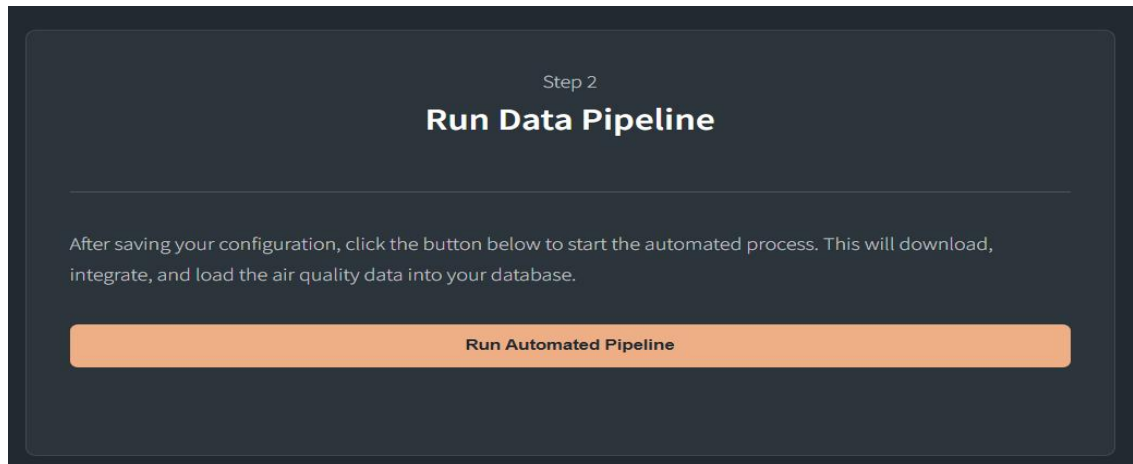 Step 2
Run Data Pipeline
After saving your configuration, click the button below to start the automated process. This will download,
integrate, and load the air quality data into your database.
Run Automated Pipeline